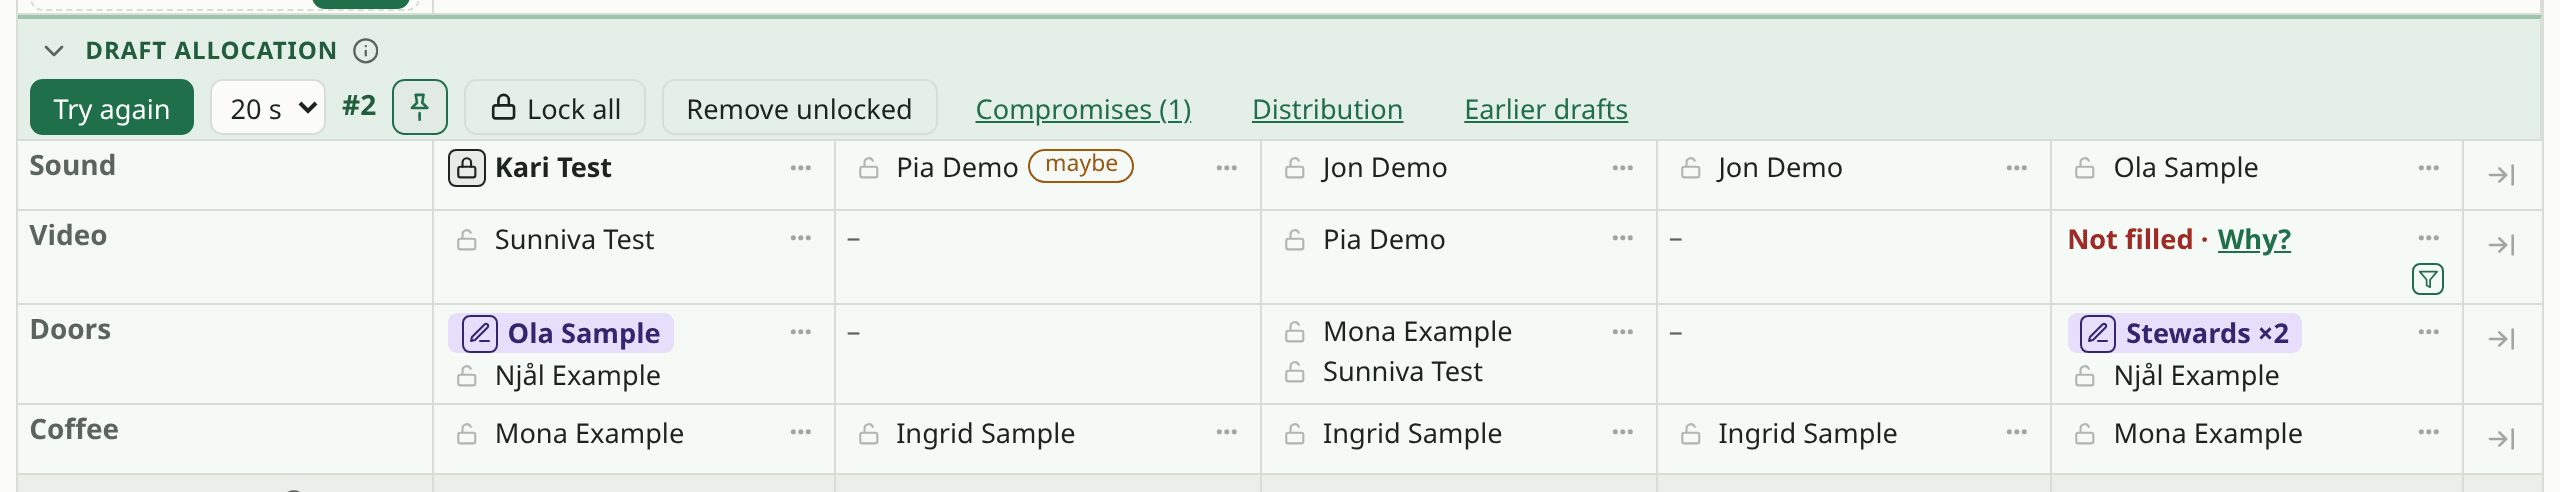 DRAFT ALLOCATION
Try again 20 s #2 Lock all Remove unlocked Compromises (1) Distribution Earlier drafts
Sound Kari Test Pia Demo maybe Jon Demo Jon Demo Ola Sample
Video Sunniva Test – Pia Demo – Not filled · Why?
Doors Ola Sample – Mona Example – Stewards ×2
Njål Example Sunniva Test Njål Example
Coffee Mona Example Ingrid Sample Ingrid Sample Ingrid Sample Mona Example